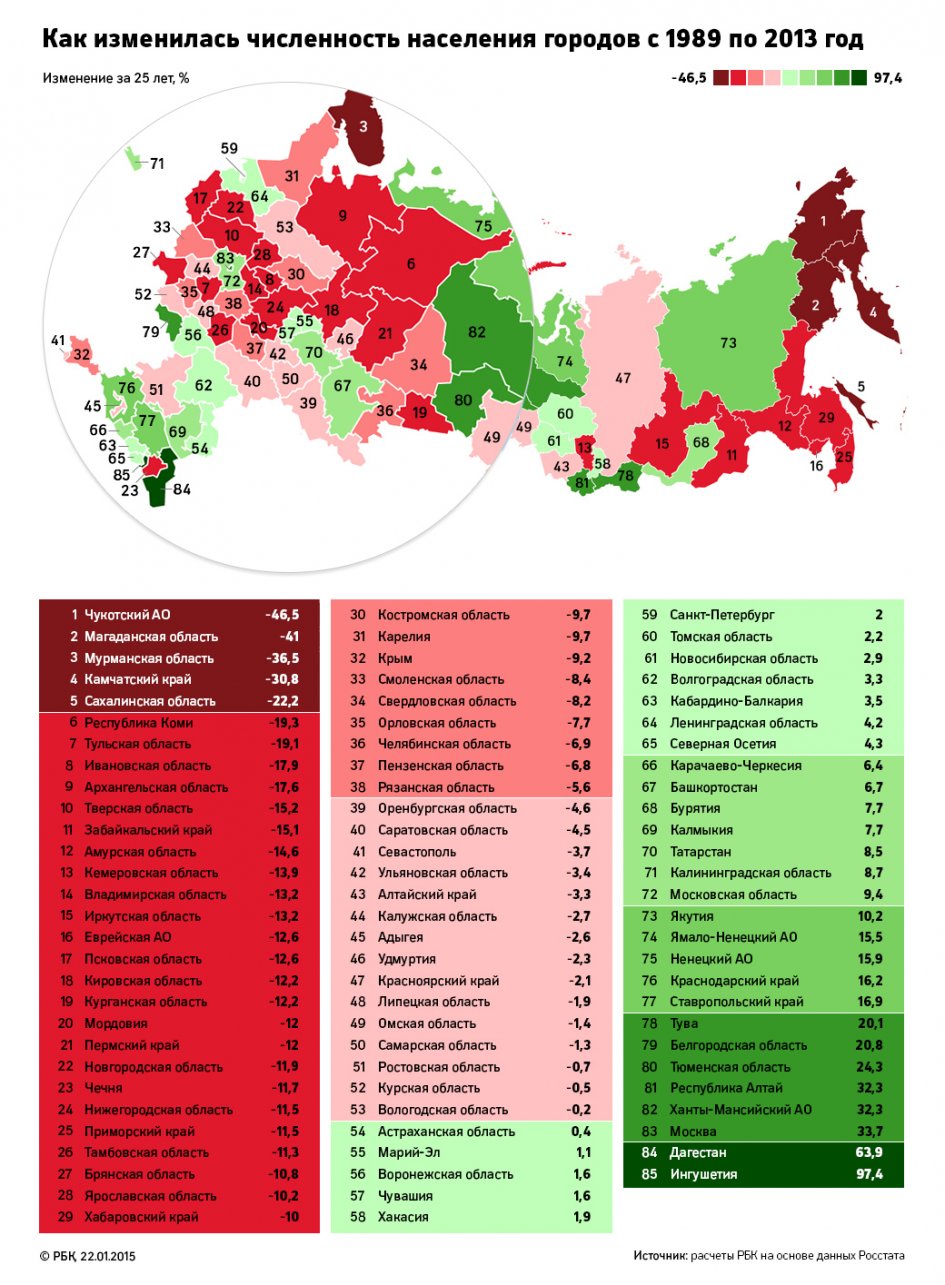 Как изменилась численность населения городов с 1989 по 2013 год
Изменение за 25 лет, %
-46,5 97,4
59
3
71
31
17
22
64
1
33
10
53
9
75
27
83
28
6
2
4
44
72
8
30
52
35
7
14
48
38
24
18
55
79
56
26
20
57
46
21
82
73
41
32
37
42
70
34
74
76
51
62
40
50
67
47
5
45
39
36
19
80
60
29
66
77
69
49
49
61
13
15
68
12
63
54
11
16
25
65
43
58
85
81
78
23
84
1 Чукотский АО -46,5
2 Магаданская область -41
3 Мурманская область -36,5
4 Камчатский край -30,8
5 Сахалинская область -22,2
6 Республика Коми -19,3
7 Тульская область -19,1
8 Ивановская область -17,9
9 Архангельская область -17,6
10 Тверская область -15,2
11 Забайкальский край -15,1
12 Амурская область -14,6
13 Кемеровская область -13,9
14 Владимирская область -13,2
15 Иркутская область -13,2
16 Еврейская АО -12,6
17 Псковская область -12,6
18 Кировская область -12,2
19 Курганская область -12,2
20 Мордовия -12
21 Пермский край -12
22 Новгородская область -11,9
23 Чечня -11,7
24 Нижегородская область -11,5
25 Приморский край -11,5
26 Тамбовская область -11,3
27 Брянская область -10,8
28 Ярославская область -10,2
29 Хабаровский край -10
30 Костромская область -9,7
31 Карелия -9,7
32 Крым -9,2
33 Смоленская область -8,4
34 Свердловская область -8,2
35 Орловская область -7,7
36 Челябинская область -6,9
37 Пензенская область -6,8
38 Рязанская область -5,6
39 Оренбургская область -4,6
40 Саратовская область -4,5
41 Севастополь -3,7
42 Ульяновская область -3,4
43 Алтайский край -3,3
44 Калужская область -2,7
45 Адыгея -2,6
46 Удмуртия -2,3
47 Красноярский край -2,1
48 Липецкая область -1,9
49 Омская область -1,4
50 Самарская область -1,3
51 Ростовская область -0,7
52 Курская область -0,5
53 Вологодская область -0,2
54 Астраханская область 0,4
55 Марий-Эл 1,1
56 Воронежская область 1,6
57 Чувашия 1,6
58 Хакасия 1,9
59 Санкт-Петербург 2
60 Томская область 2,2
61 Новосибирская область 2,9
62 Волгоградская область 3,3
63 Кабардино-Балкария 3,5
64 Ленинградская область 4,2
65 Северная Осетия 4,3
66 Карачаево-Черкесия 6,4
67 Башкортостан 6,7
68 Бурятия 7,7
69 Калмыкия 7,7
70 Татарстан 8,5
71 Калининградская область 8,7
72 Московская область 9,4
73 Якутия 10,2
74 Ямало-Ненецкий АО 15,5
75 Ненецкий АО 15,9
76 Краснодарский край 16,2
77 Ставропольский край 16,9
78 Тува 20,1
79 Белгородская область 20,8
80 Тюменская область 24,3
81 Республика Алтай 32,3
82 Ханты-Мансийский АО 32,3
83 Москва 33,7
84 Дагестан 63,9
85 Ингушетия 97,4
© РБК, 22.01.2015
Источник: расчеты РБК на основе данных Росстата